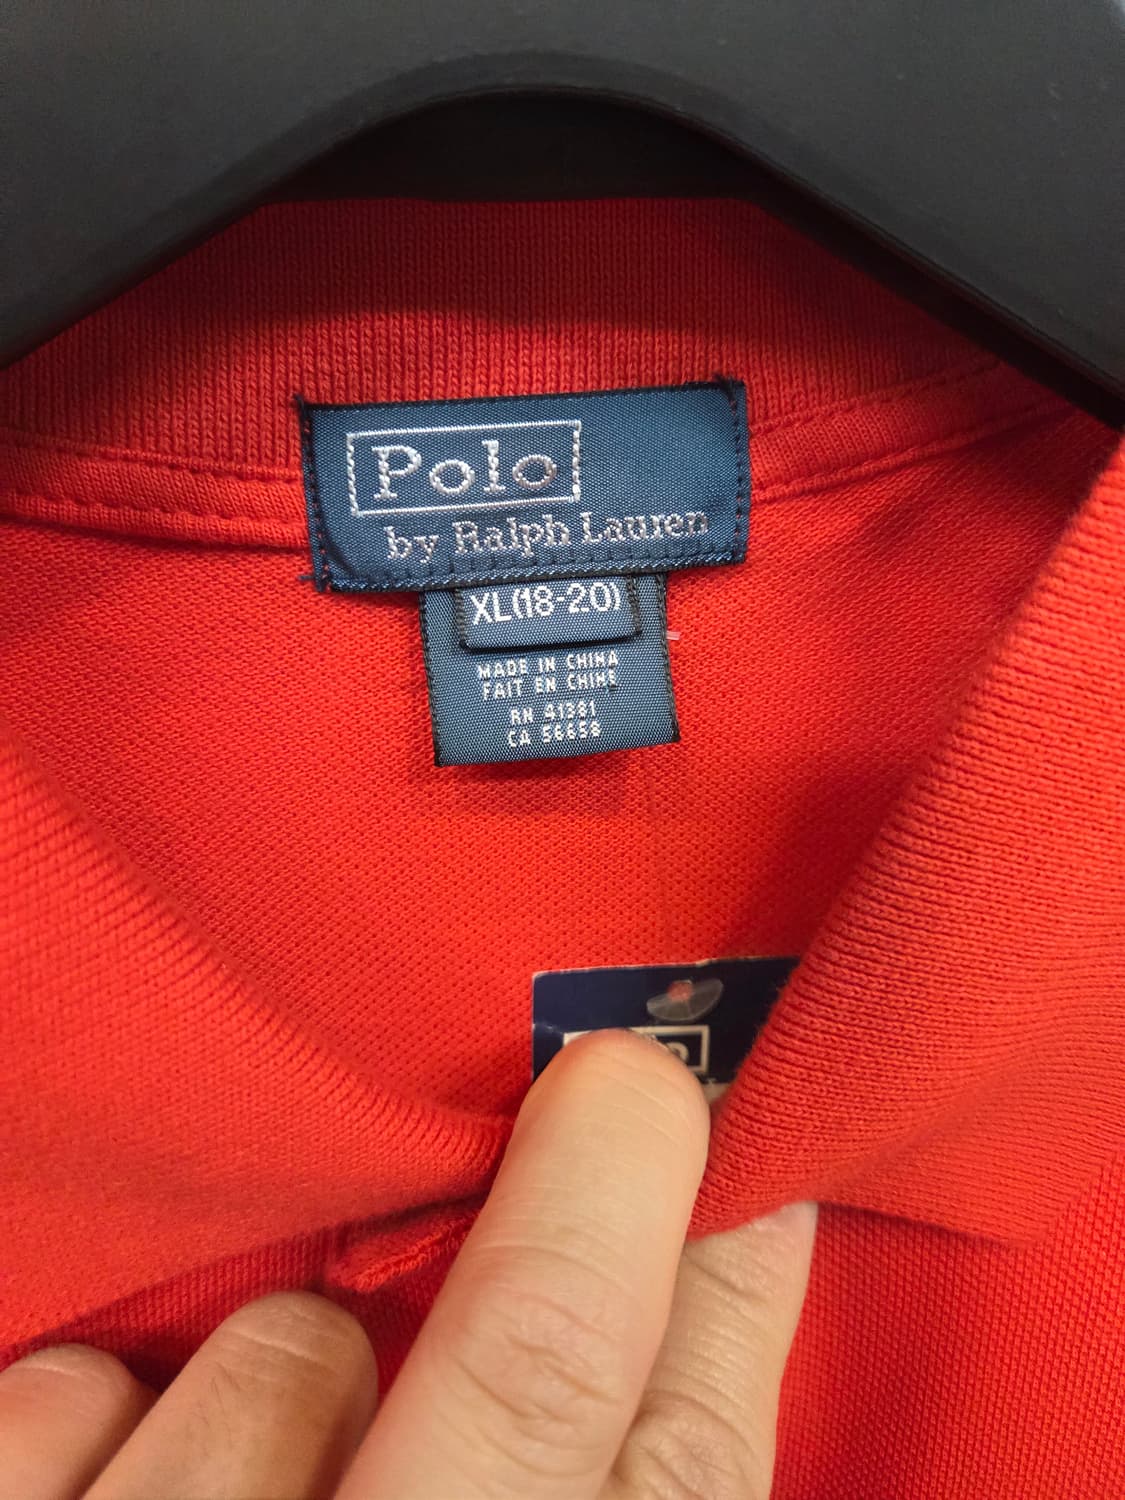 Polo
by Ralph Lauren
XL(18-20)
MADE IN CHINA
FAIT EN CHINE
RN 41381
CA 56658